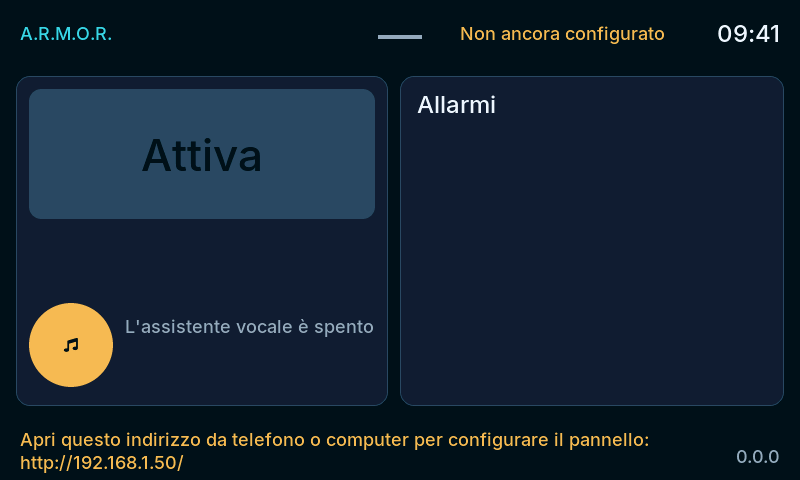 A.R.M.O.R.
Non ancora configurato
09:41
Attiva
Allarmi
L'assistente vocale è spento
Apri questo indirizzo da telefono o computer per configurare il pannello:
http://192.168.1.50/
0.0.0